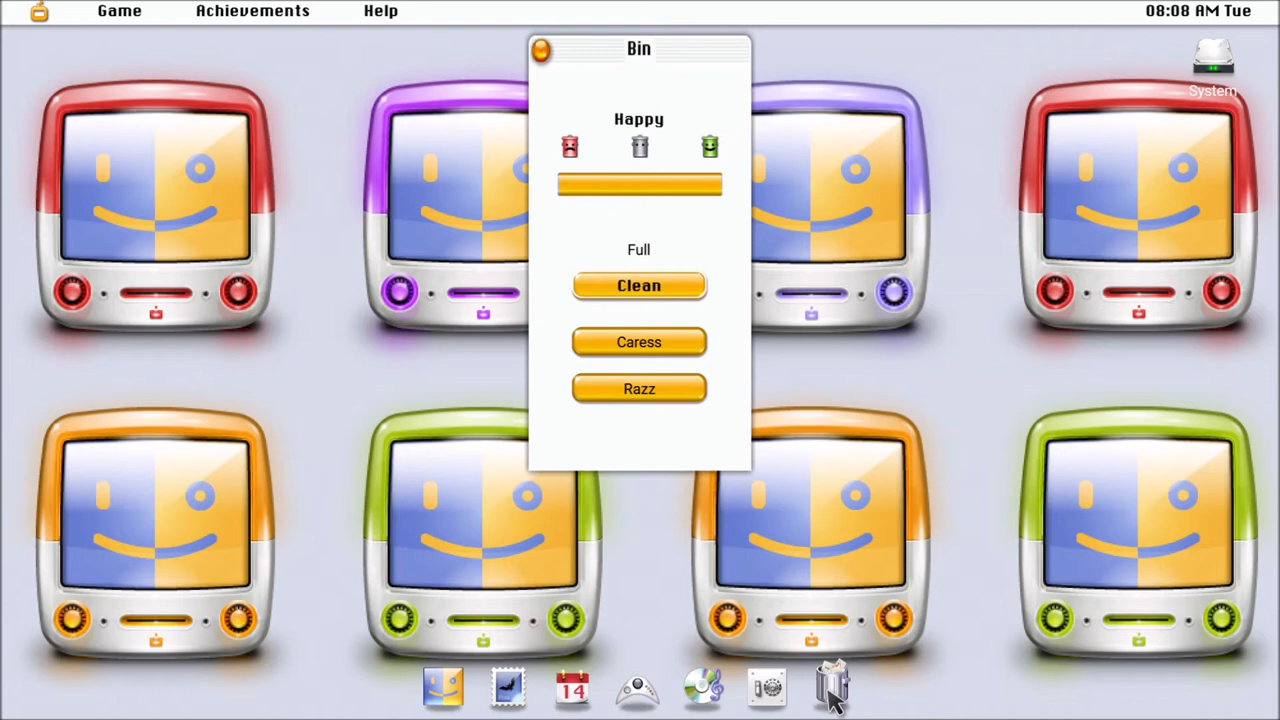 Game Achievements Help 08:08 AM Tue
Bin
System
Happy
Full
Clean
Caress
Razz
14